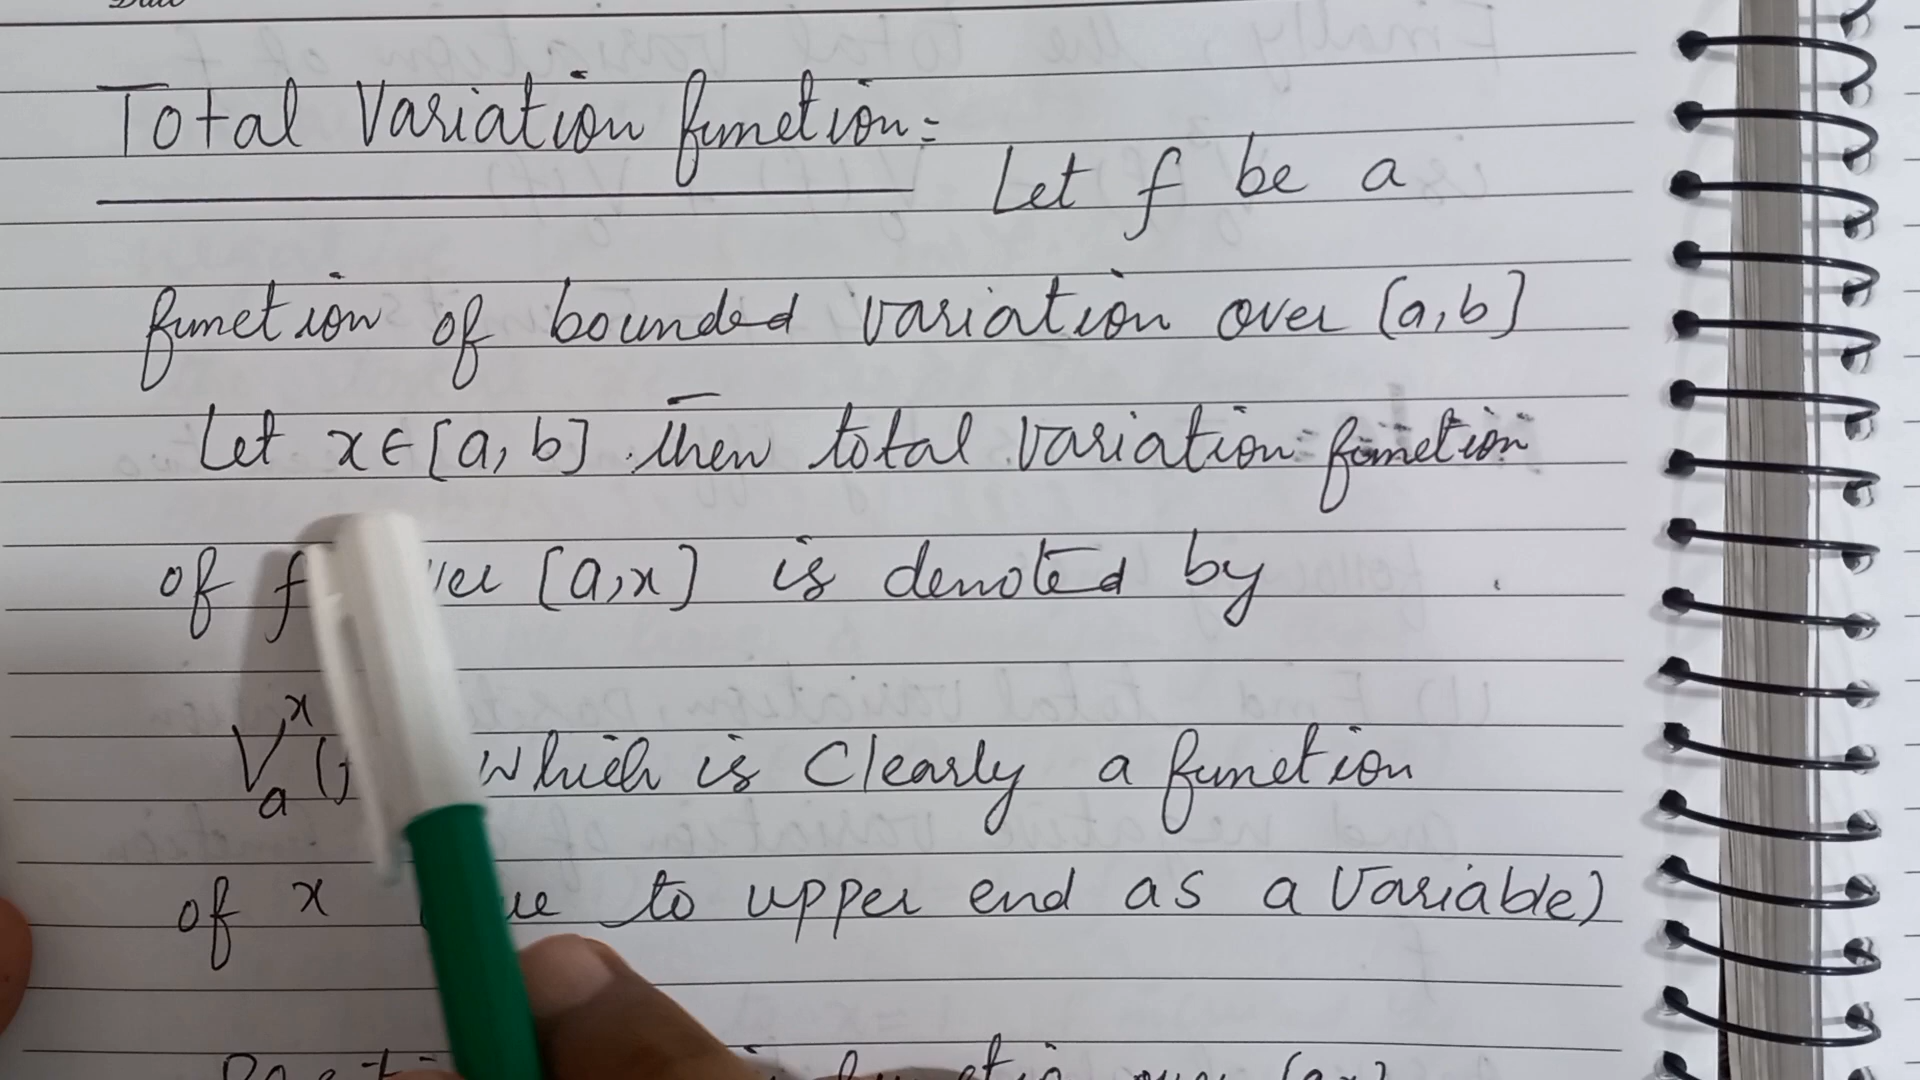 Total Variation function:
Let f be a
function of bounded variation over [a,b]
Let x∈[a,b]. Then total variation function
of f [a,x] is denoted by
V_a^x ( which is Clearly a function
of x to upper end as a Variable)
over [a,x]